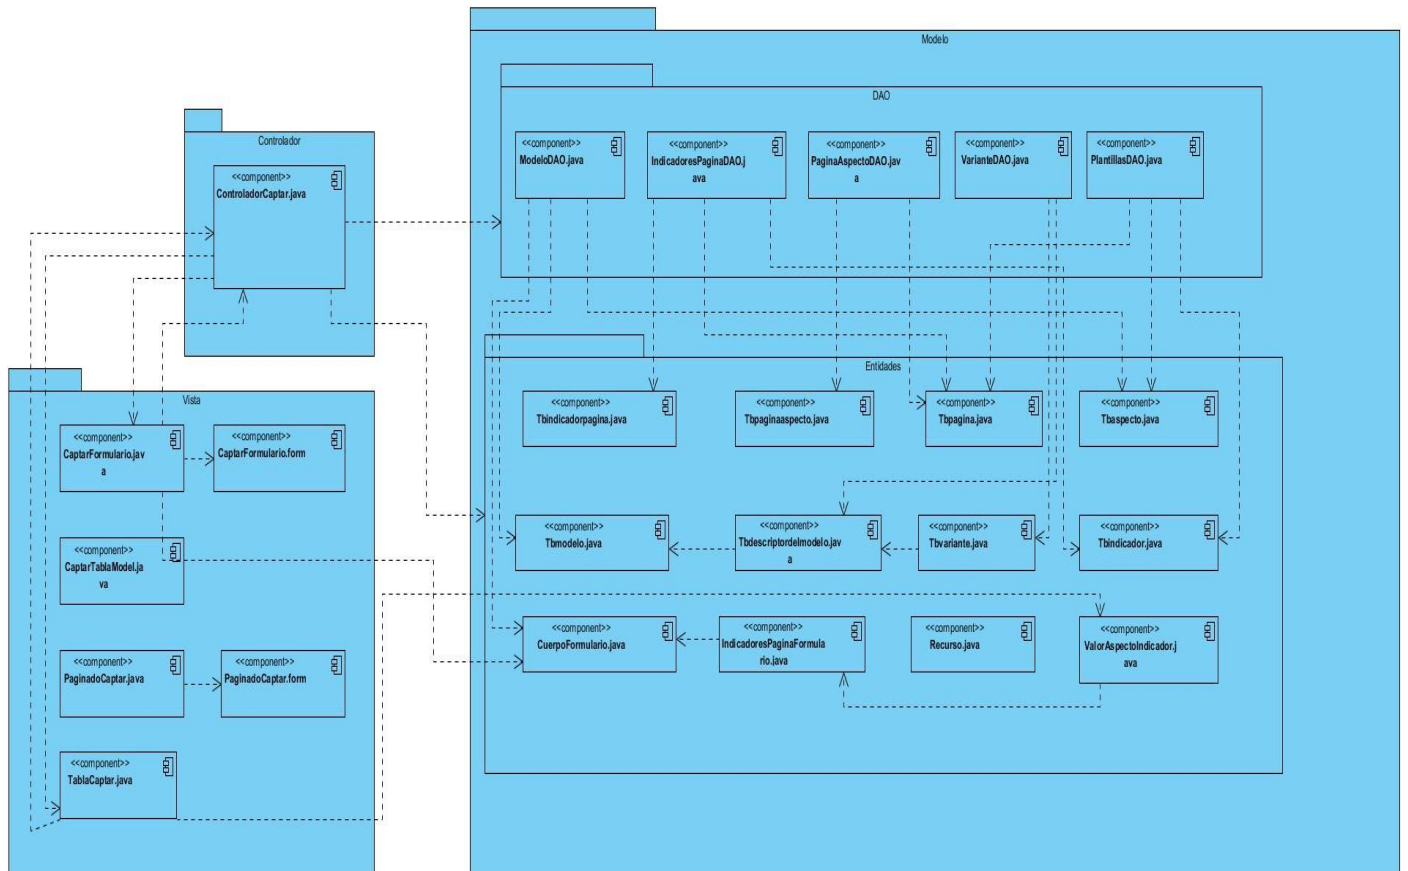 Modelo
DAO
<<component>>
ModeloDAO.java
<<component>>
IndicadoresPaginaDAO.j
ava
<<component>>
PaginaAspectoDAO.jav
a
<<component>>
VarianteDAO.java
<<component>>
PlantillasDAO.java
Controlador
<<component>>
ControladorCaptar.java
Entidades
<<component>>
Tbindicadorpagina.java
<<component>>
Tbpaginaaspecto.java
<<component>>
Tbpagina.java
<<component>>
Tbaspecto.java
<<component>>
Tbmodelo.java
<<component>>
Tbdescriptordelmodelo.jav
a
<<component>>
Tbvariante.java
<<component>>
Tbindicador.java
<<component>>
CuerpoFormulario.java
<<component>>
IndicadoresPaginaFormula
rio.java
<<component>>
Recurso.java
<<component>>
ValorAspectoIndicador.j
ava
Vista
<<component>>
CaptarFormulario.jav
a
<<component>>
CaptarFormulario.form
<<component>>
CaptarTablaModel.ja
va
<<component>>
PaginadoCaptar.java
<<component>>
PaginadoCaptar.form
<<component>>
TablaCaptar.java